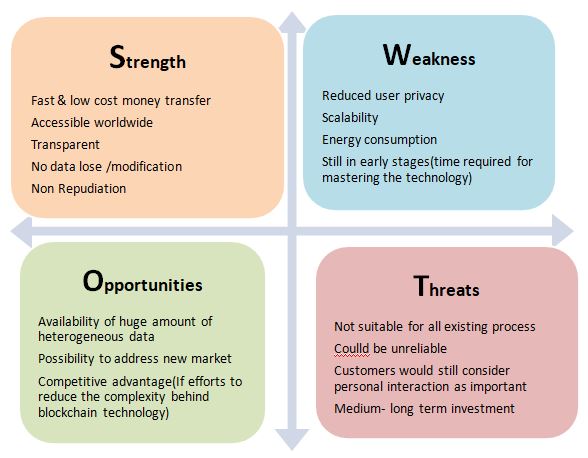 Strength
Fast & low cost money transfer
Accessible worldwide
Transparent
No data lose /modification
Non Repudiation
Weakness
Reduced user privacy
Scalability
Energy consumption
Still in early stages(time required for
mastering the technology)
Opportunities
Availability of huge amount of
heterogeneous data
Possibility to address new market
Competitive advantage(If efforts to
reduce the complexity behind
blockchain technology)
Threats
Not suitable for all existing process
Coulld be unreliable
Customers would still consider
personal interaction as important
Medium- long term investment